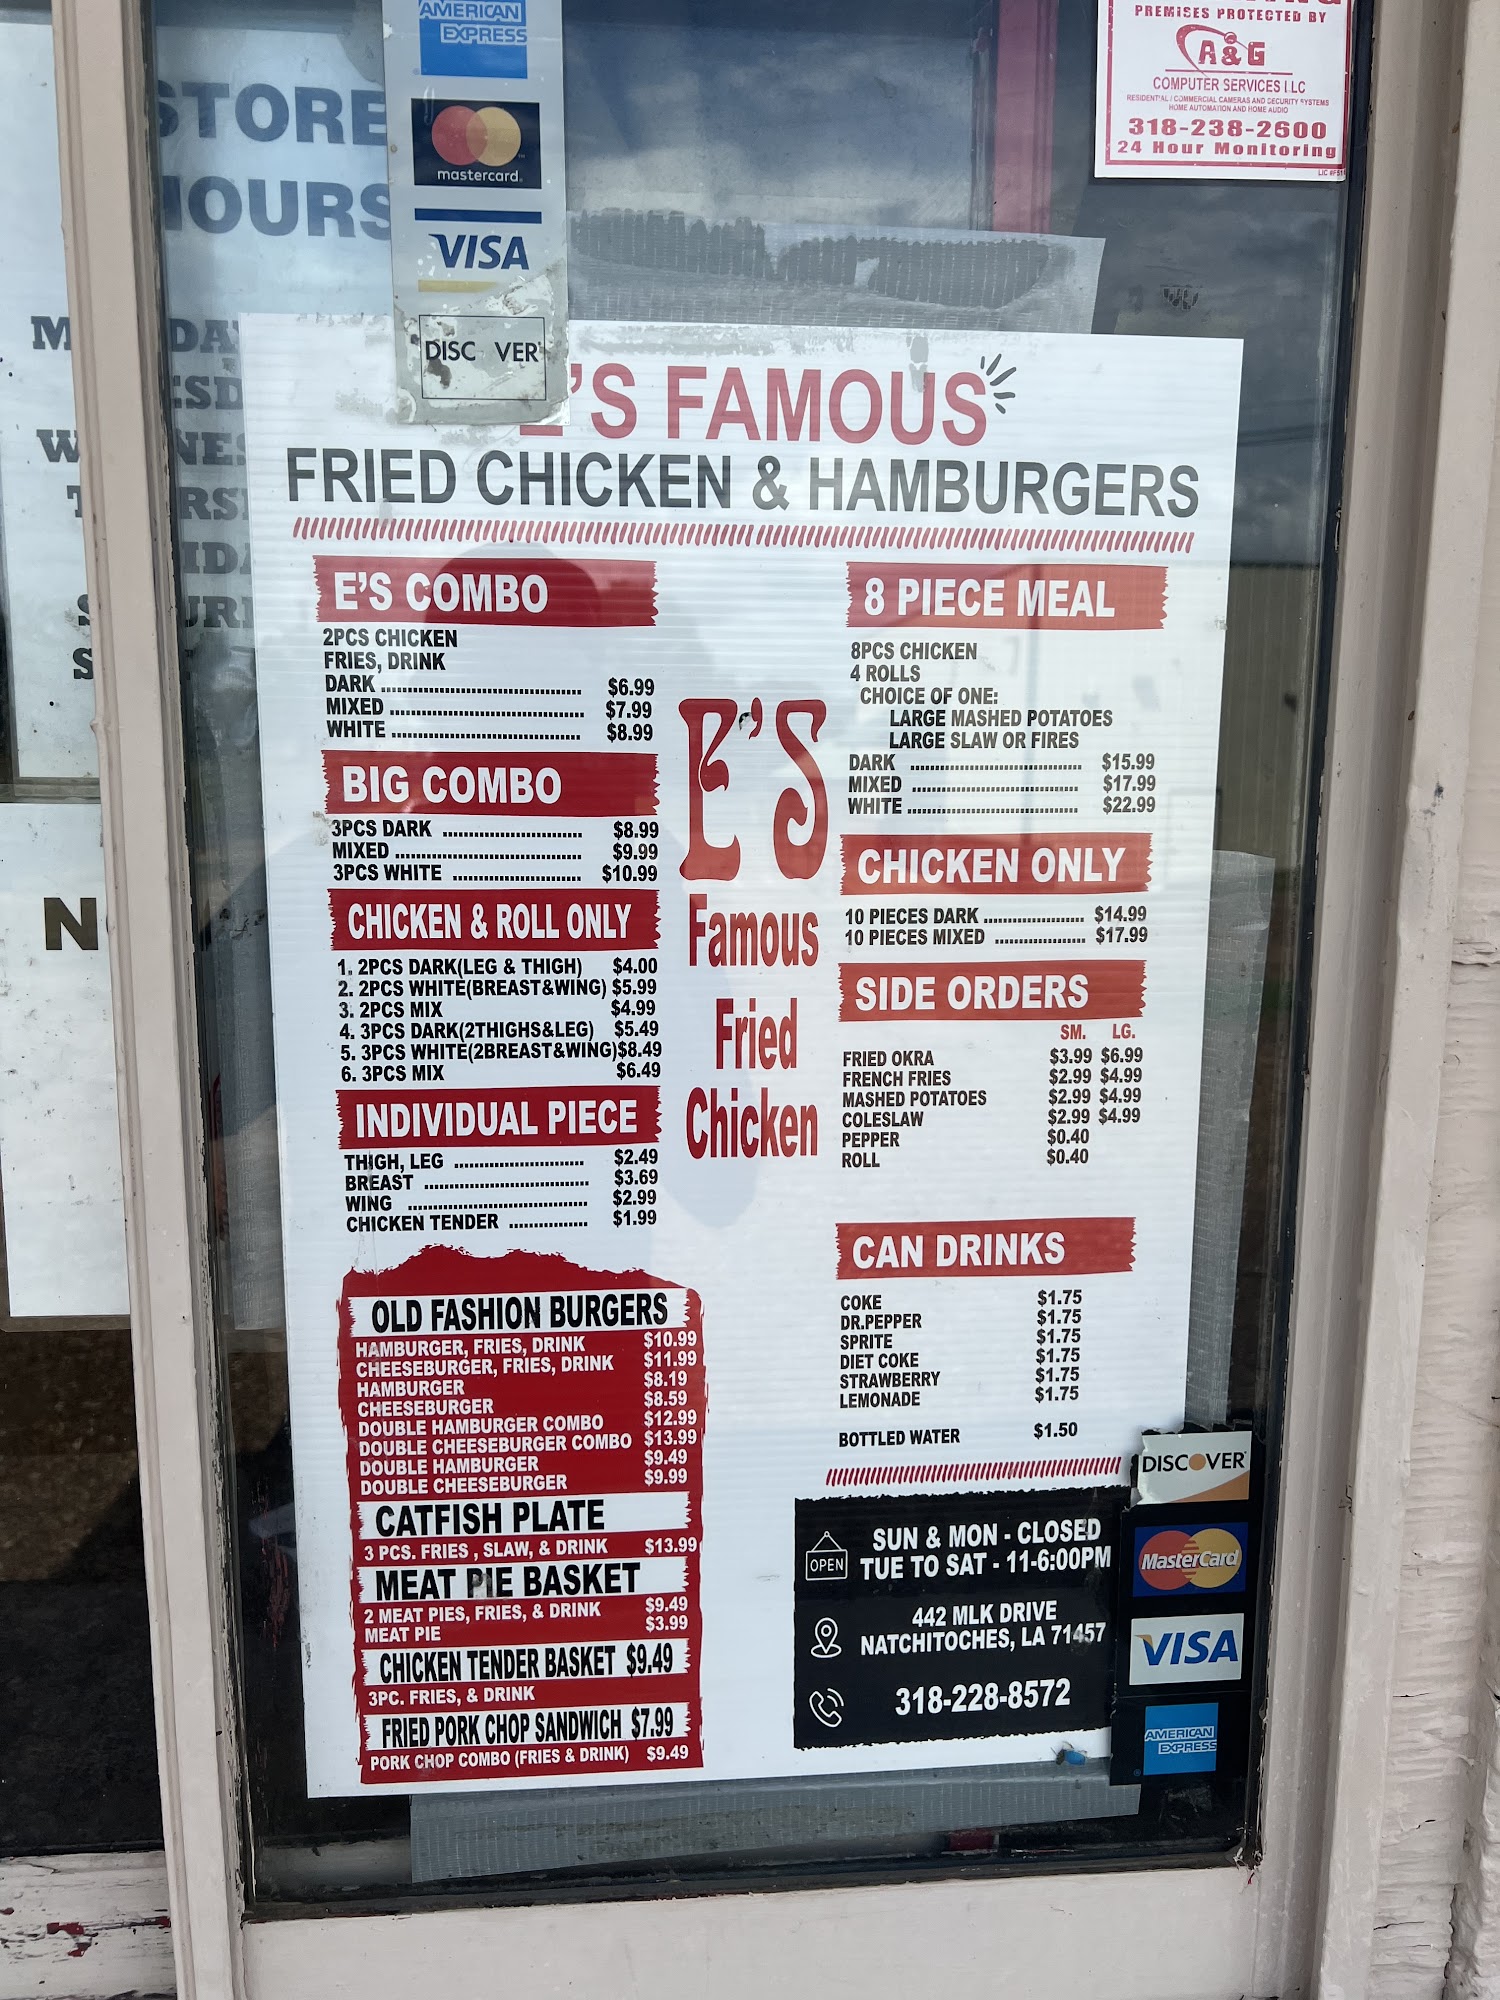 AMERICAN
EXPRESS
mastercard.
VISA
DISC VER
PREMISES PROTECTED BY
A&G
COMPUTER SERVICES LLC
RESIDENTIAL / COMMERCIAL CAMERAS AND SECURITY SYSTEMS
HOME AUTOMATION AND HOME AUDIO
318-238-2600
24 Hour Monitoring
STORE
HOURS
E'S FAMOUS
FRIED CHICKEN & HAMBURGERS
E'S COMBO
2PCS CHICKEN
FRIES, DRINK
DARK ................................ $6.99
MIXED ................................ $7.99
WHITE ................................ $8.99
BIG COMBO
3PCS DARK ........................ $8.99
MIXED ................................ $9.99
3PCS WHITE ...................... $10.99
CHICKEN & ROLL ONLY
1. 2PCS DARK(LEG & THIGH) $4.00
2. 2PCS WHITE(BREAST&WING) $5.99
3. 2PCS MIX $4.99
4. 3PCS DARK(2THIGHS&LEG) $5.49
5. 3PCS WHITE(2BREAST&WING)$8.49
6. 3PCS MIX $6.49
INDIVIDUAL PIECE
THIGH, LEG ...................... $2.49
BREAST ............................ $3.69
WING ................................ $2.99
CHICKEN TENDER .............. $1.99
OLD FASHION BURGERS
HAMBURGER, FRIES, DRINK $10.99
CHEESEBURGER, FRIES, DRINK $11.99
HAMBURGER $8.19
CHEESEBURGER $8.59
DOUBLE HAMBURGER COMBO $12.99
DOUBLE CHEESEBURGER COMBO $13.99
DOUBLE HAMBURGER $9.49
DOUBLE CHEESEBURGER $9.99
CATFISH PLATE
3 PCS. FRIES , SLAW, & DRINK $13.99
MEAT PIE BASKET
2 MEAT PIES, FRIES, & DRINK $9.49
MEAT PIE $3.99
CHICKEN TENDER BASKET $9.49
3PC. FRIES, & DRINK
FRIED PORK CHOP SANDWICH $7.99
PORK CHOP COMBO (FRIES & DRINK) $9.49
E'S
Famous
Fried
Chicken
8 PIECE MEAL
8PCS CHICKEN
4 ROLLS
CHOICE OF ONE:
LARGE MASHED POTATOES
LARGE SLAW OR FIRES
DARK ................................ $15.99
MIXED ................................ $17.99
WHITE ................................ $22.99
CHICKEN ONLY
10 PIECES DARK .................... $14.99
10 PIECES MIXED .................. $17.99
SIDE ORDERS
SM. LG.
FRIED OKRA $3.99 $6.99
FRENCH FRIES $2.99 $4.99
MASHED POTATOES $2.99 $4.99
COLESLAW $2.99 $4.99
PEPPER $0.40
ROLL $0.40
CAN DRINKS
COKE $1.75
DR.PEPPER $1.75
SPRITE $1.75
DIET COKE $1.75
STRAWBERRY $1.75
LEMONADE $1.75
BOTTLED WATER $1.50
OPEN
SUN & MON - CLOSED
TUE TO SAT - 11-6:00PM
442 MLK DRIVE
NATCHITOCHES, LA 71457
318-228-8572
DISCOVER
MasterCard
VISA
AMERICAN
EXPRESS